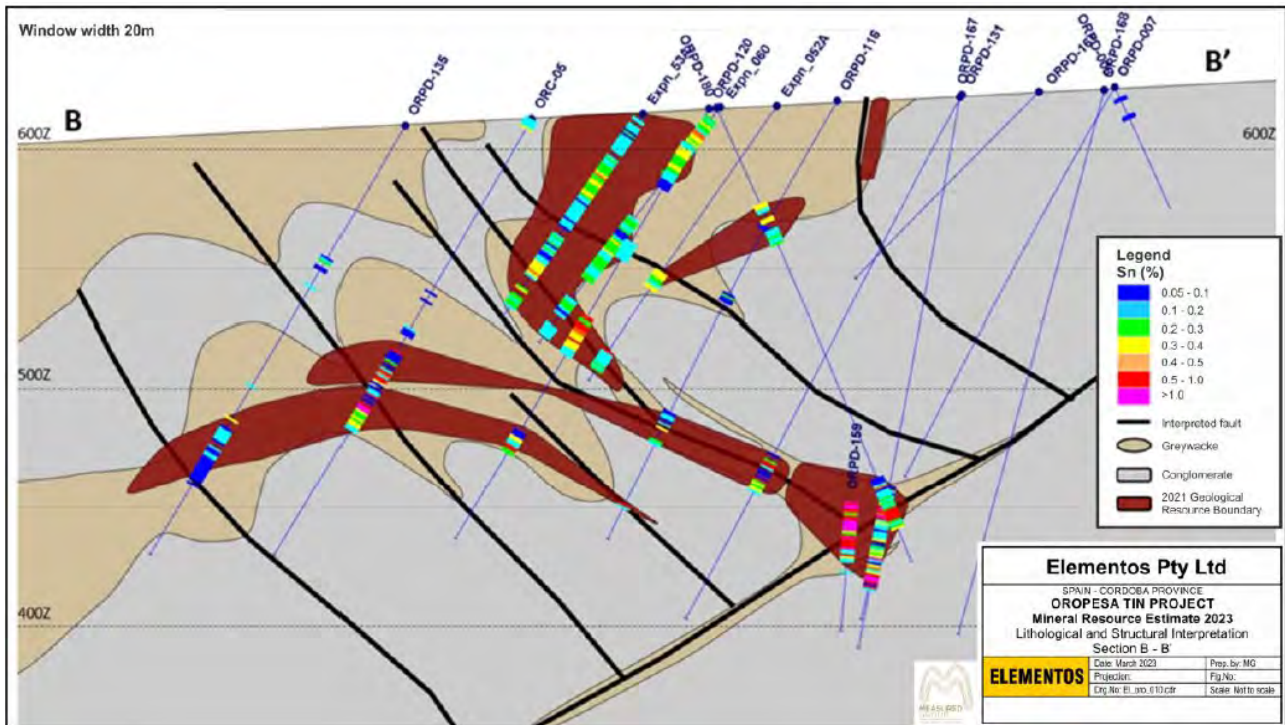 Window width 20m
B
B'
ORPD-135
ORC-05
Expn_53A
ORPD-180
ORPD-120
Expn_060
Expn_052A
ORPD-116
ORPD-167
ORPD-131
ORPD-168
ORPD-007
600Z
600Z
500Z
400Z
ORPD-159
Legend
Sn (%)
0.05 - 0.1
0.1 - 0.2
0.2 - 0.3
0.3 - 0.4
0.4 - 0.5
0.5 - 1.0
>1.0
Interpreted fault
Greywacke
Conglomerate
2021 Geological
Resource Boundary
Elementos Pty Ltd
SPAIN - CORDOBA PROVINCE
OROPESA TIN PROJECT
Mineral Resource Estimate 2023
Lithological and Structural Interpretation
Section B - B'
ELEMENTOS
Date: March 2023
Prep. by: MG
Projection:
Fig.No:
Scale: Not to scale
MEASURED